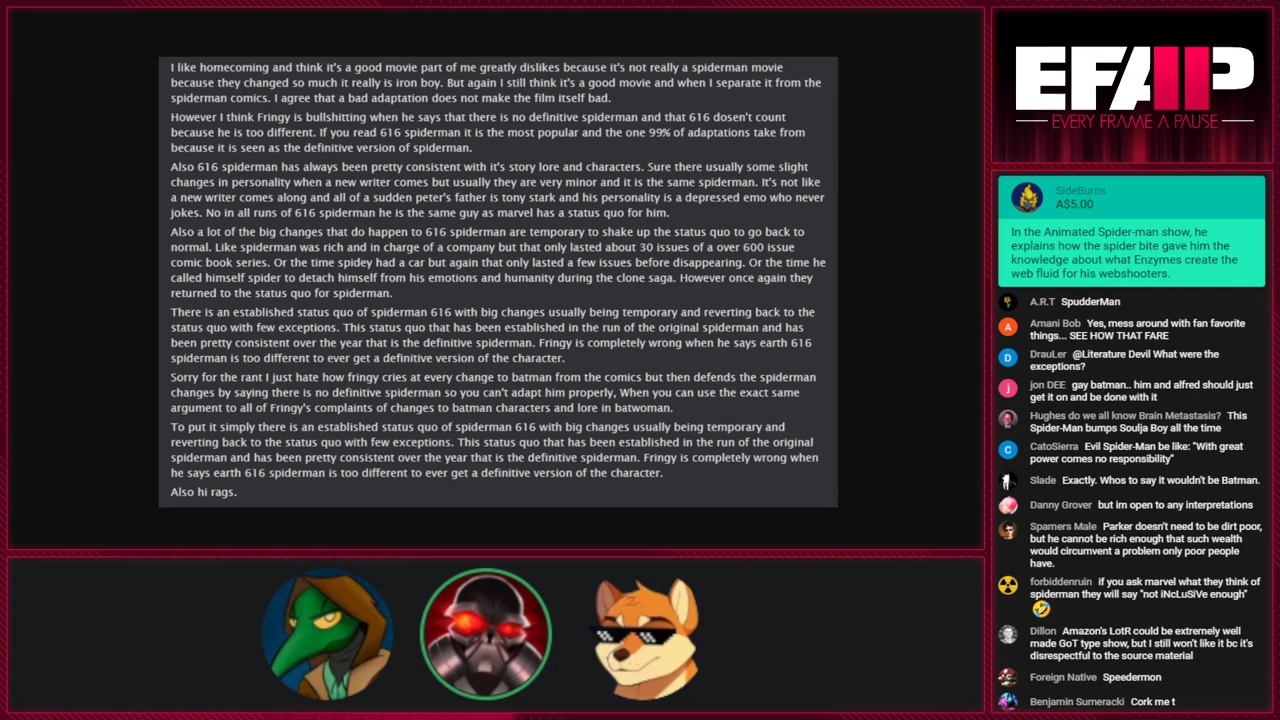 I like homecoming and think it's a good movie part of me greatly dislikes because it's not really a spiderman movie
because they changed so much it really is iron boy. But again I still think it's a good movie and when I separate it from the
spiderman comics. I agree that a bad adaptation does not make the film itself bad.
However I think Fringy is bullshitting when he says that there is no definitive spiderman and that 616 dosen't count
because he is too different. If you read 616 spiderman it is the most popular and the one 99% of adaptations take from
because it is seen as the definitive version of spiderman.
Also 616 spiderman has always been pretty consistent with it's story lore and characters. Sure there usually some slight
changes in personality when a new writer comes but usually they are very minor and it is the same spiderman. It's not like
a new writer comes along and all of a sudden peter's father is tony stark and his personality is a depressed emo who never
jokes. No in all runs of 616 spiderman he is the same guy as marvel has a status quo for him.
Also a lot of the big changes that do happen to 616 spiderman are temporary to shake up the status quo to go back to
normal. Like spiderman was rich and in charge of a company but that only lasted about 30 issues of a over 600 issue
comic book series. Or the time spidey had a car but again that only lasted a few issues before disappearing. Or the time he
called himself spider to detach himself from his emotions and humanity during the clone saga. However once again they
returned to the status quo for spiderman.
There is an established status quo of spiderman 616 with big changes usually being temporary and reverting back to the
status quo with few exceptions. This status quo that has been established in the run of the original spiderman and has
been pretty consistent over the year that is the definitive spiderman. Fringy is completely wrong when he says earth 616
spiderman is too different to ever get a definitive version of the character.
Sorry for the rant I just hate how fringy cries at every change to batman from the comics but then defends the spiderman
changes by saying there is no definitive spiderman so you can't adapt him properly, When you can use the exact same
argument to all of Fringy's complaints of changes to batman characters and lore in batwoman.
To put it simply there is an established status quo of spiderman 616 with big changes usually being temporary and
reverting back to the status quo with few exceptions. This status quo that has been established in the run of the original
spiderman and has been pretty consistent over the year that is the definitive spiderman. Fringy is completely wrong when
he says earth 616 spiderman is too different to ever get a definitive version of the character.
Also hi rags.
EFAP
EVERY FRAME A PAUSE
SideBurns
A$5.00
In the Animated Spider-man show, he
explains how the spider bite gave him the
knowledge about what Enzymes create the
web fluid for his webshooters.
A.R.T SpudderMan
A
Amani Bob Yes, mess around with fan favorite
things... SEE HOW THAT FARE
D
DrauLer @Literature Devil What were the
exceptions?
j
jon DEE gay batman.. him and alfred should just
get it on and be done with it
Hughes do we all know Brain Metastasis? This
Spider-Man bumps Soulja Boy all the time
C
CatoSierra Evil Spider-Man be like: "With great
power comes no responsibility"
Slade Exactly. Whos to say it wouldn't be Batman.
Danny Grover but im open to any interpretations
Spamers Male Parker doesn't need to be dirt poor,
but he cannot be rich enough that such wealth
would circumvent a problem only poor people
have.
forbiddenruin if you ask marvel what they think of
spiderman they will say "not iNcLuSiVe enough"
🤣
Dillon Amazon's LotR could be extremely well
made GoT type show, but I still won't like it bc it's
disrespectful to the source material
Foreign Native Speedermon
Benjamin Sumeracki Cork me t